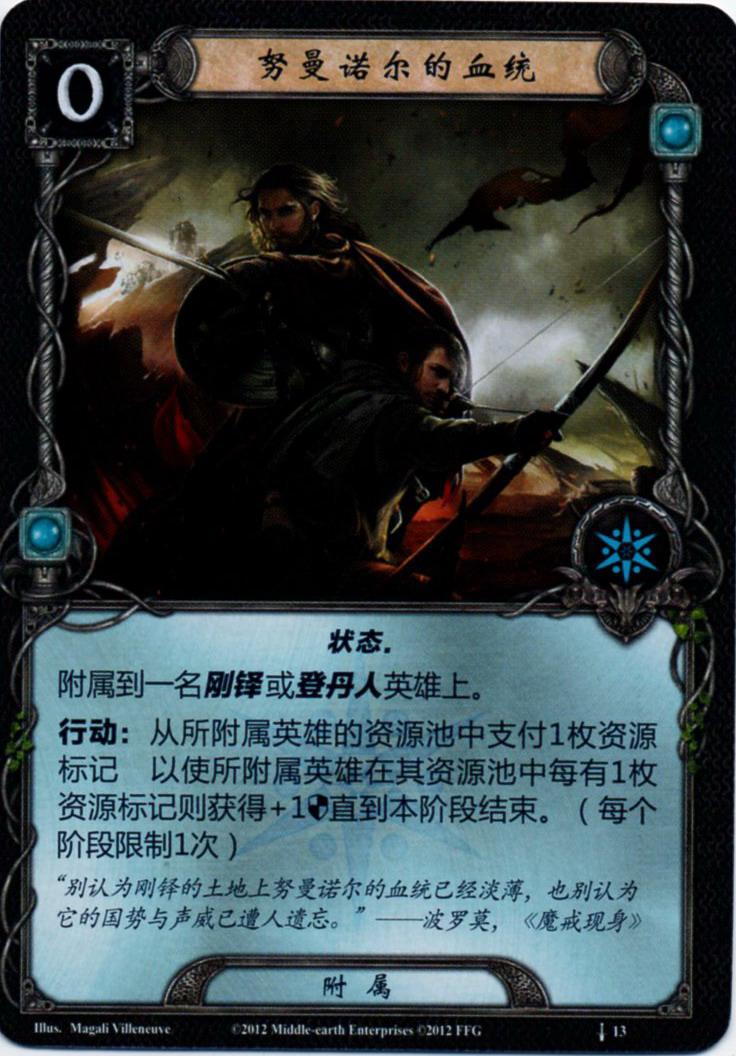 0
努曼诺尔的血统
状态.
附属到一名刚铎或登丹人英雄上。
行动：从所附属英雄的资源池中支付1枚资源
标记 以使所附属英雄在其资源池中每有1枚
资源标记则获得+1直到本阶段结束。（每个
阶段限制1次）
“别认为刚铎的土地上努曼诺尔的血统已经淡薄，也别认为
它的国势与声威已遭人遗忘。”——波罗莫，《魔戒现身》
附属
Illus. Magali Villeneuve ©2012 Middle-earth Enterprises ©2012 FFG 13